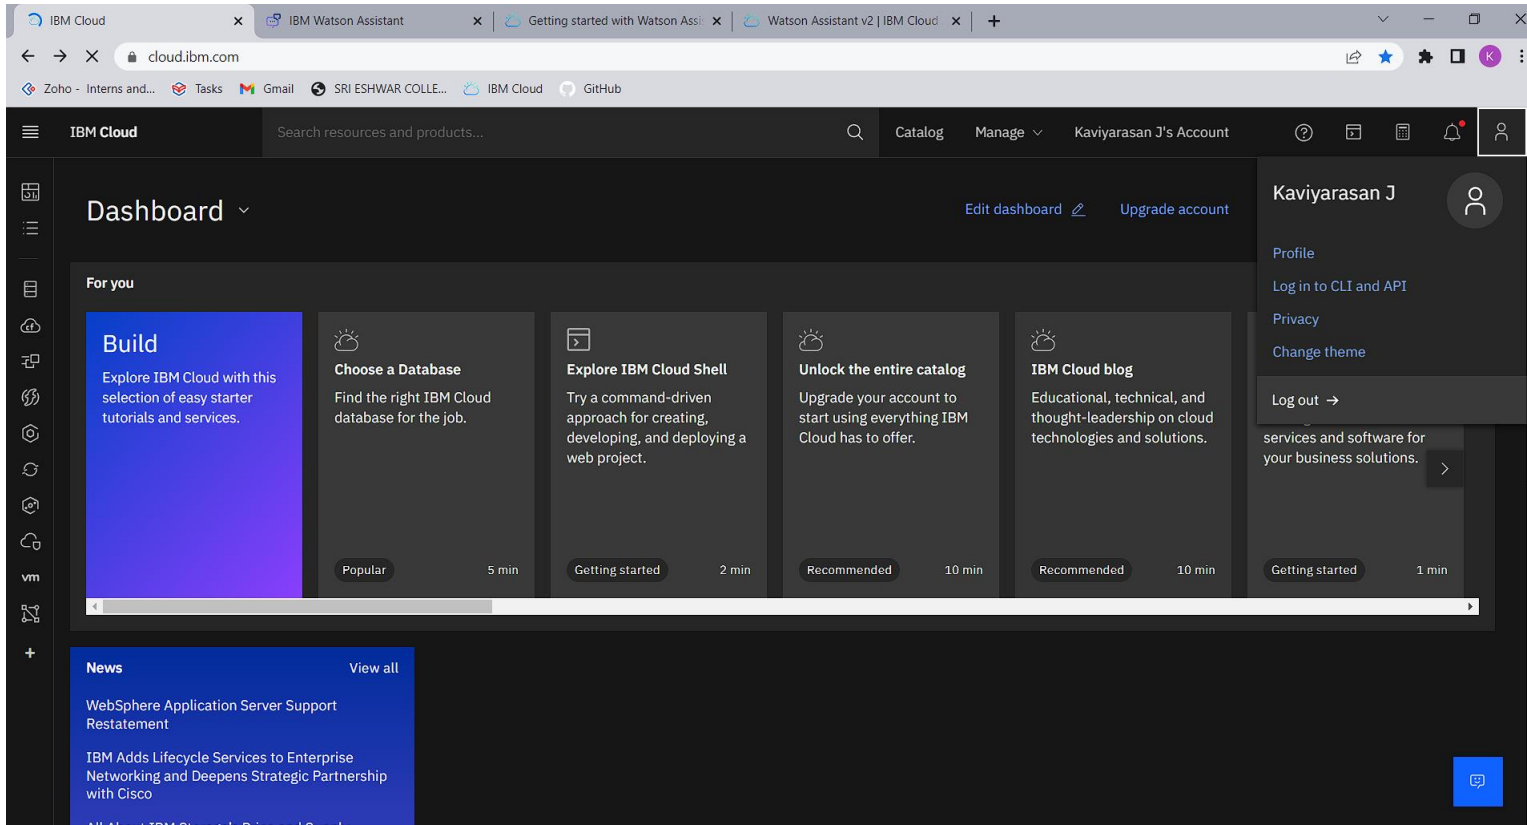 IBM Cloud
IBM Watson Assistant
Getting started with Watson Assis
Watson Assistant v2 | IBM Cloud
cloud.ibm.com
K
Zoho - Interns and...
Tasks
Gmail
SRI ESHWAR COLLE...
IBM Cloud
GitHub
IBM Cloud
Search resources and products...
Catalog
Manage
Kaviyarasan J's Account
Dashboard
Edit dashboard
Upgrade account
Kaviyarasan J
Profile
Log in to CLI and API
Privacy
Change theme
Log out →
For you
Build
Explore IBM Cloud with this
selection of easy starter
tutorials and services.
Choose a Database
Find the right IBM Cloud
database for the job.
Popular
5 min
Explore IBM Cloud Shell
Try a command-driven
approach for creating,
developing, and deploying a
web project.
Getting started
2 min
Unlock the entire catalog
Upgrade your account to
start using everything IBM
Cloud has to offer.
Recommended
10 min
IBM Cloud blog
Educational, technical, and
thought-leadership on cloud
technologies and solutions.
Recommended
10 min
services and software for
your business solutions.
Getting started
1 min
vm
News
View all
WebSphere Application Server Support
Restatement
IBM Adds Lifecycle Services to Enterprise
Networking and Deepens Strategic Partnership
with Cisco